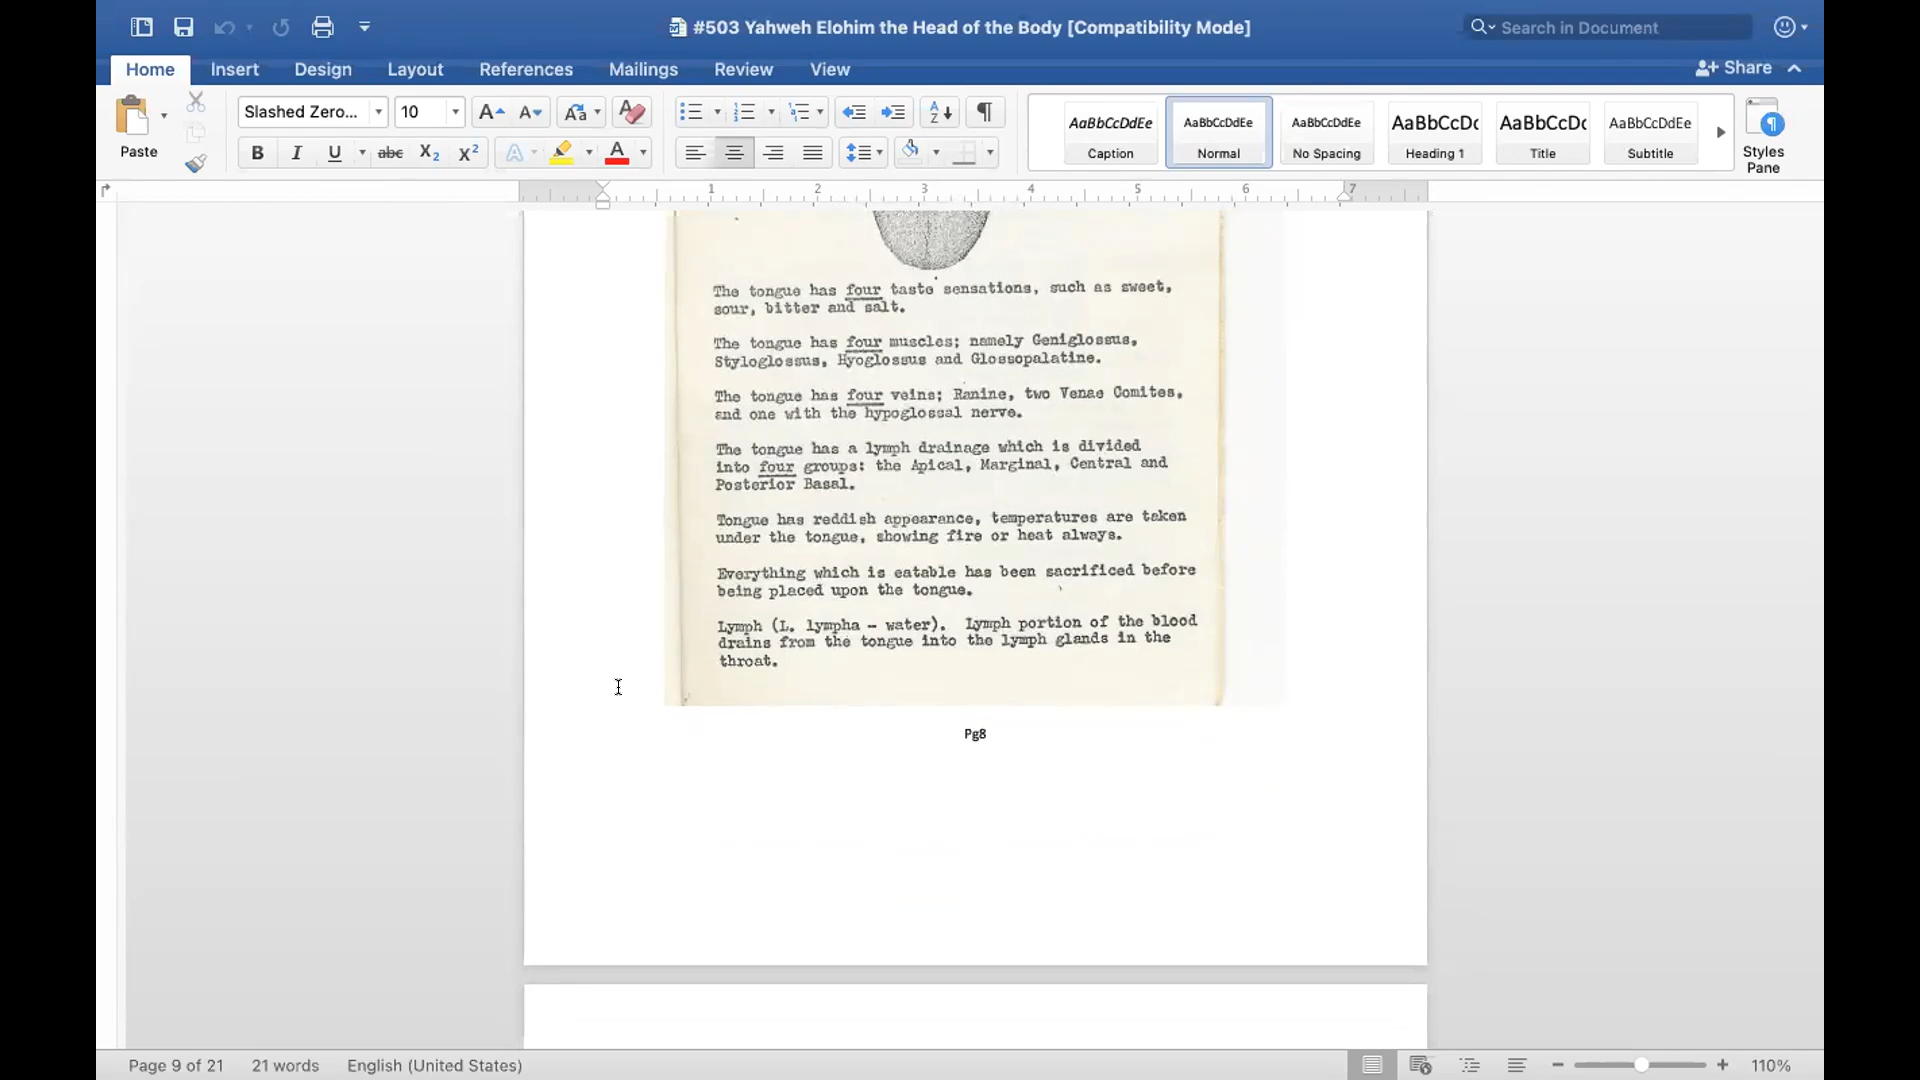 #503 Yahweh Elohim the Head of the Body [Compatibility Mode]
Search in Document
Home Insert Design Layout References Mailings Review View
Share
Paste
Slashed Zero... 10
AaBbCcDdEe AaBbCcDdEe AaBbCcDdEe AaBbCcDc AaBbCcDc AaBbCcDdEe
Caption Normal No Spacing Heading 1 Title Subtitle
Styles
Pane
1 2 3 4 5 6 7
The tongue has four taste sensations, such as sweet,
sour, bitter and salt.
The tongue has four muscles; namely Geniglossus,
Styloglossus, Hyoglossus and Glossopalatine.
The tongue has four veins; Ranine, two Venae Comites,
and one with the hypoglossal nerve.
The tongue has a lymph drainage which is divided
into four groups: the Apical, Marginal, Central and
Posterior Basal.
Tongue has reddish appearance, temperatures are taken
under the tongue, showing fire or heat always.
Everything which is eatable has been sacrificed before
being placed upon the tongue.
Lymph (L. lympha - water). Lymph portion of the blood
drains from the tongue into the lymph glands in the
throat.
Pg8
Page 9 of 21 21 words English (United States) 110%